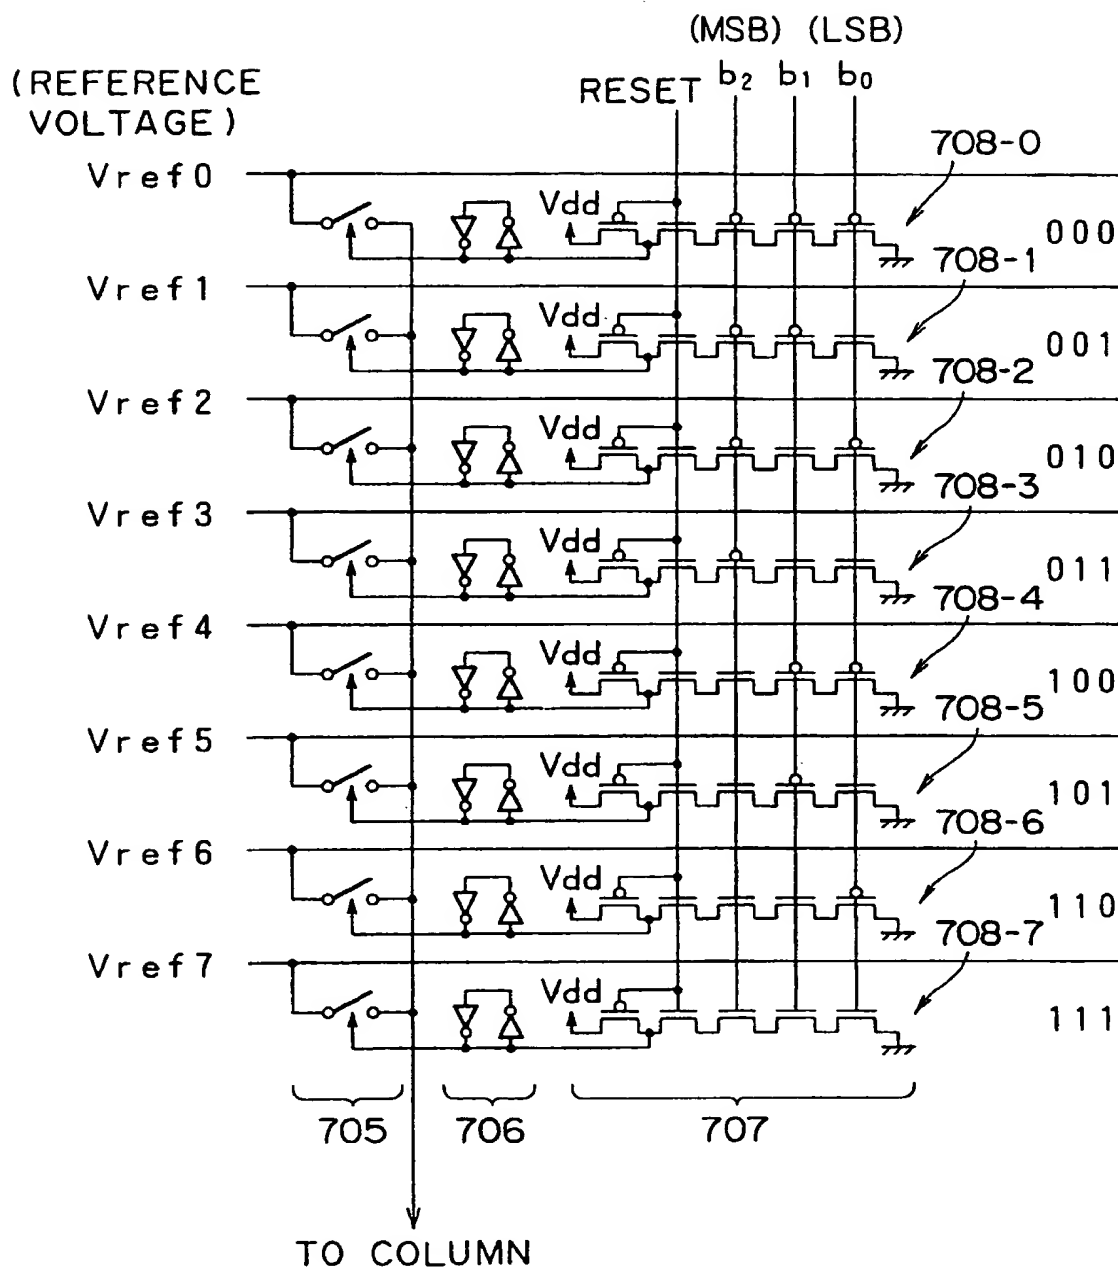 (MSB) (LSB)
RESET b2 b1 b0
(REFERENCE
VOLTAGE)
Vref0
Vdd
708-0
000
Vref1
Vdd
708-1
001
Vref2
Vdd
708-2
010
Vref3
Vdd
708-3
011
Vref4
Vdd
708-4
100
Vref5
Vdd
708-5
101
Vref6
Vdd
708-6
110
Vref7
Vdd
708-7
111
705 706 707
TO COLUMN